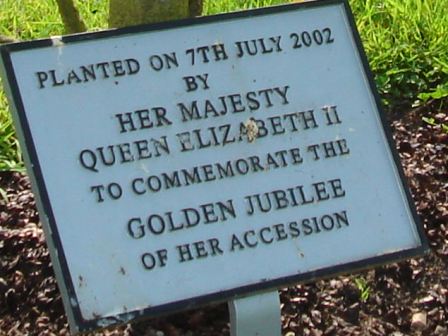 PLANTED ON 7TH JULY 2002
BY
HER MAJESTY
QUEEN ELIZABETH II
TO COMMEMORATE THE
GOLDEN JUBILEE
OF HER ACCESSION